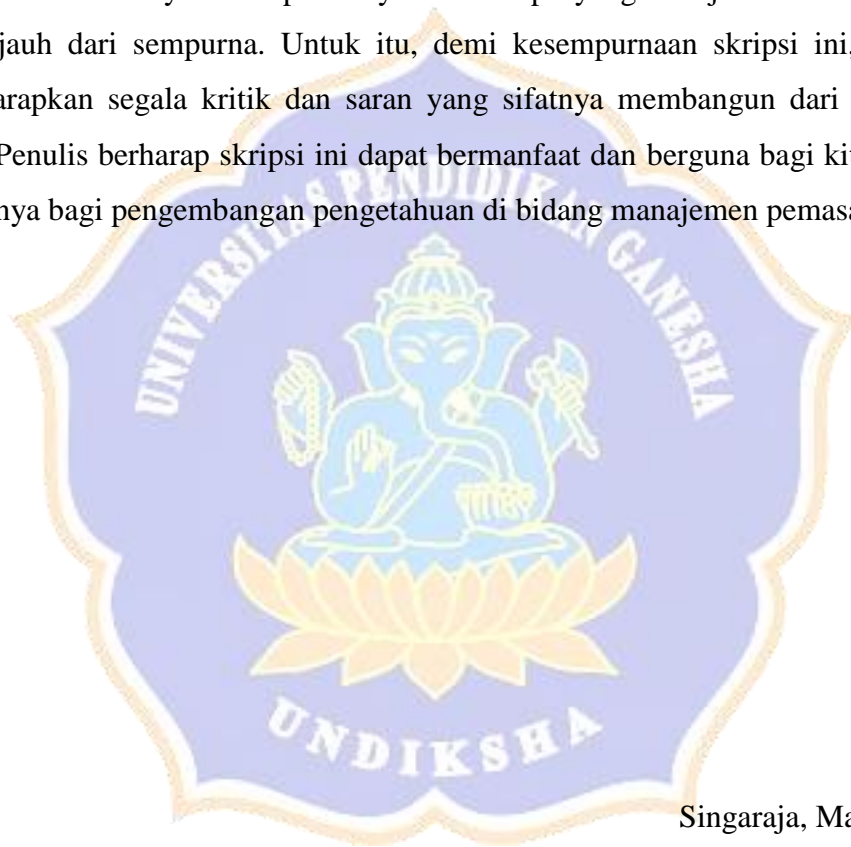 jauh dari sempurna. Untuk itu, demi kesempurnaan skripsi ini,
arapkan segala kritik dan saran yang sifatnya membangun dari
Penulis berharap skripsi ini dapat bermanfaat dan berguna bagi ki
nya bagi pengembangan pengetahuan di bidang manajemen pemasa
UNIVERSITAS PENDIDIKAN GANESHA
UNDIKSHA
Singaraja, Ma